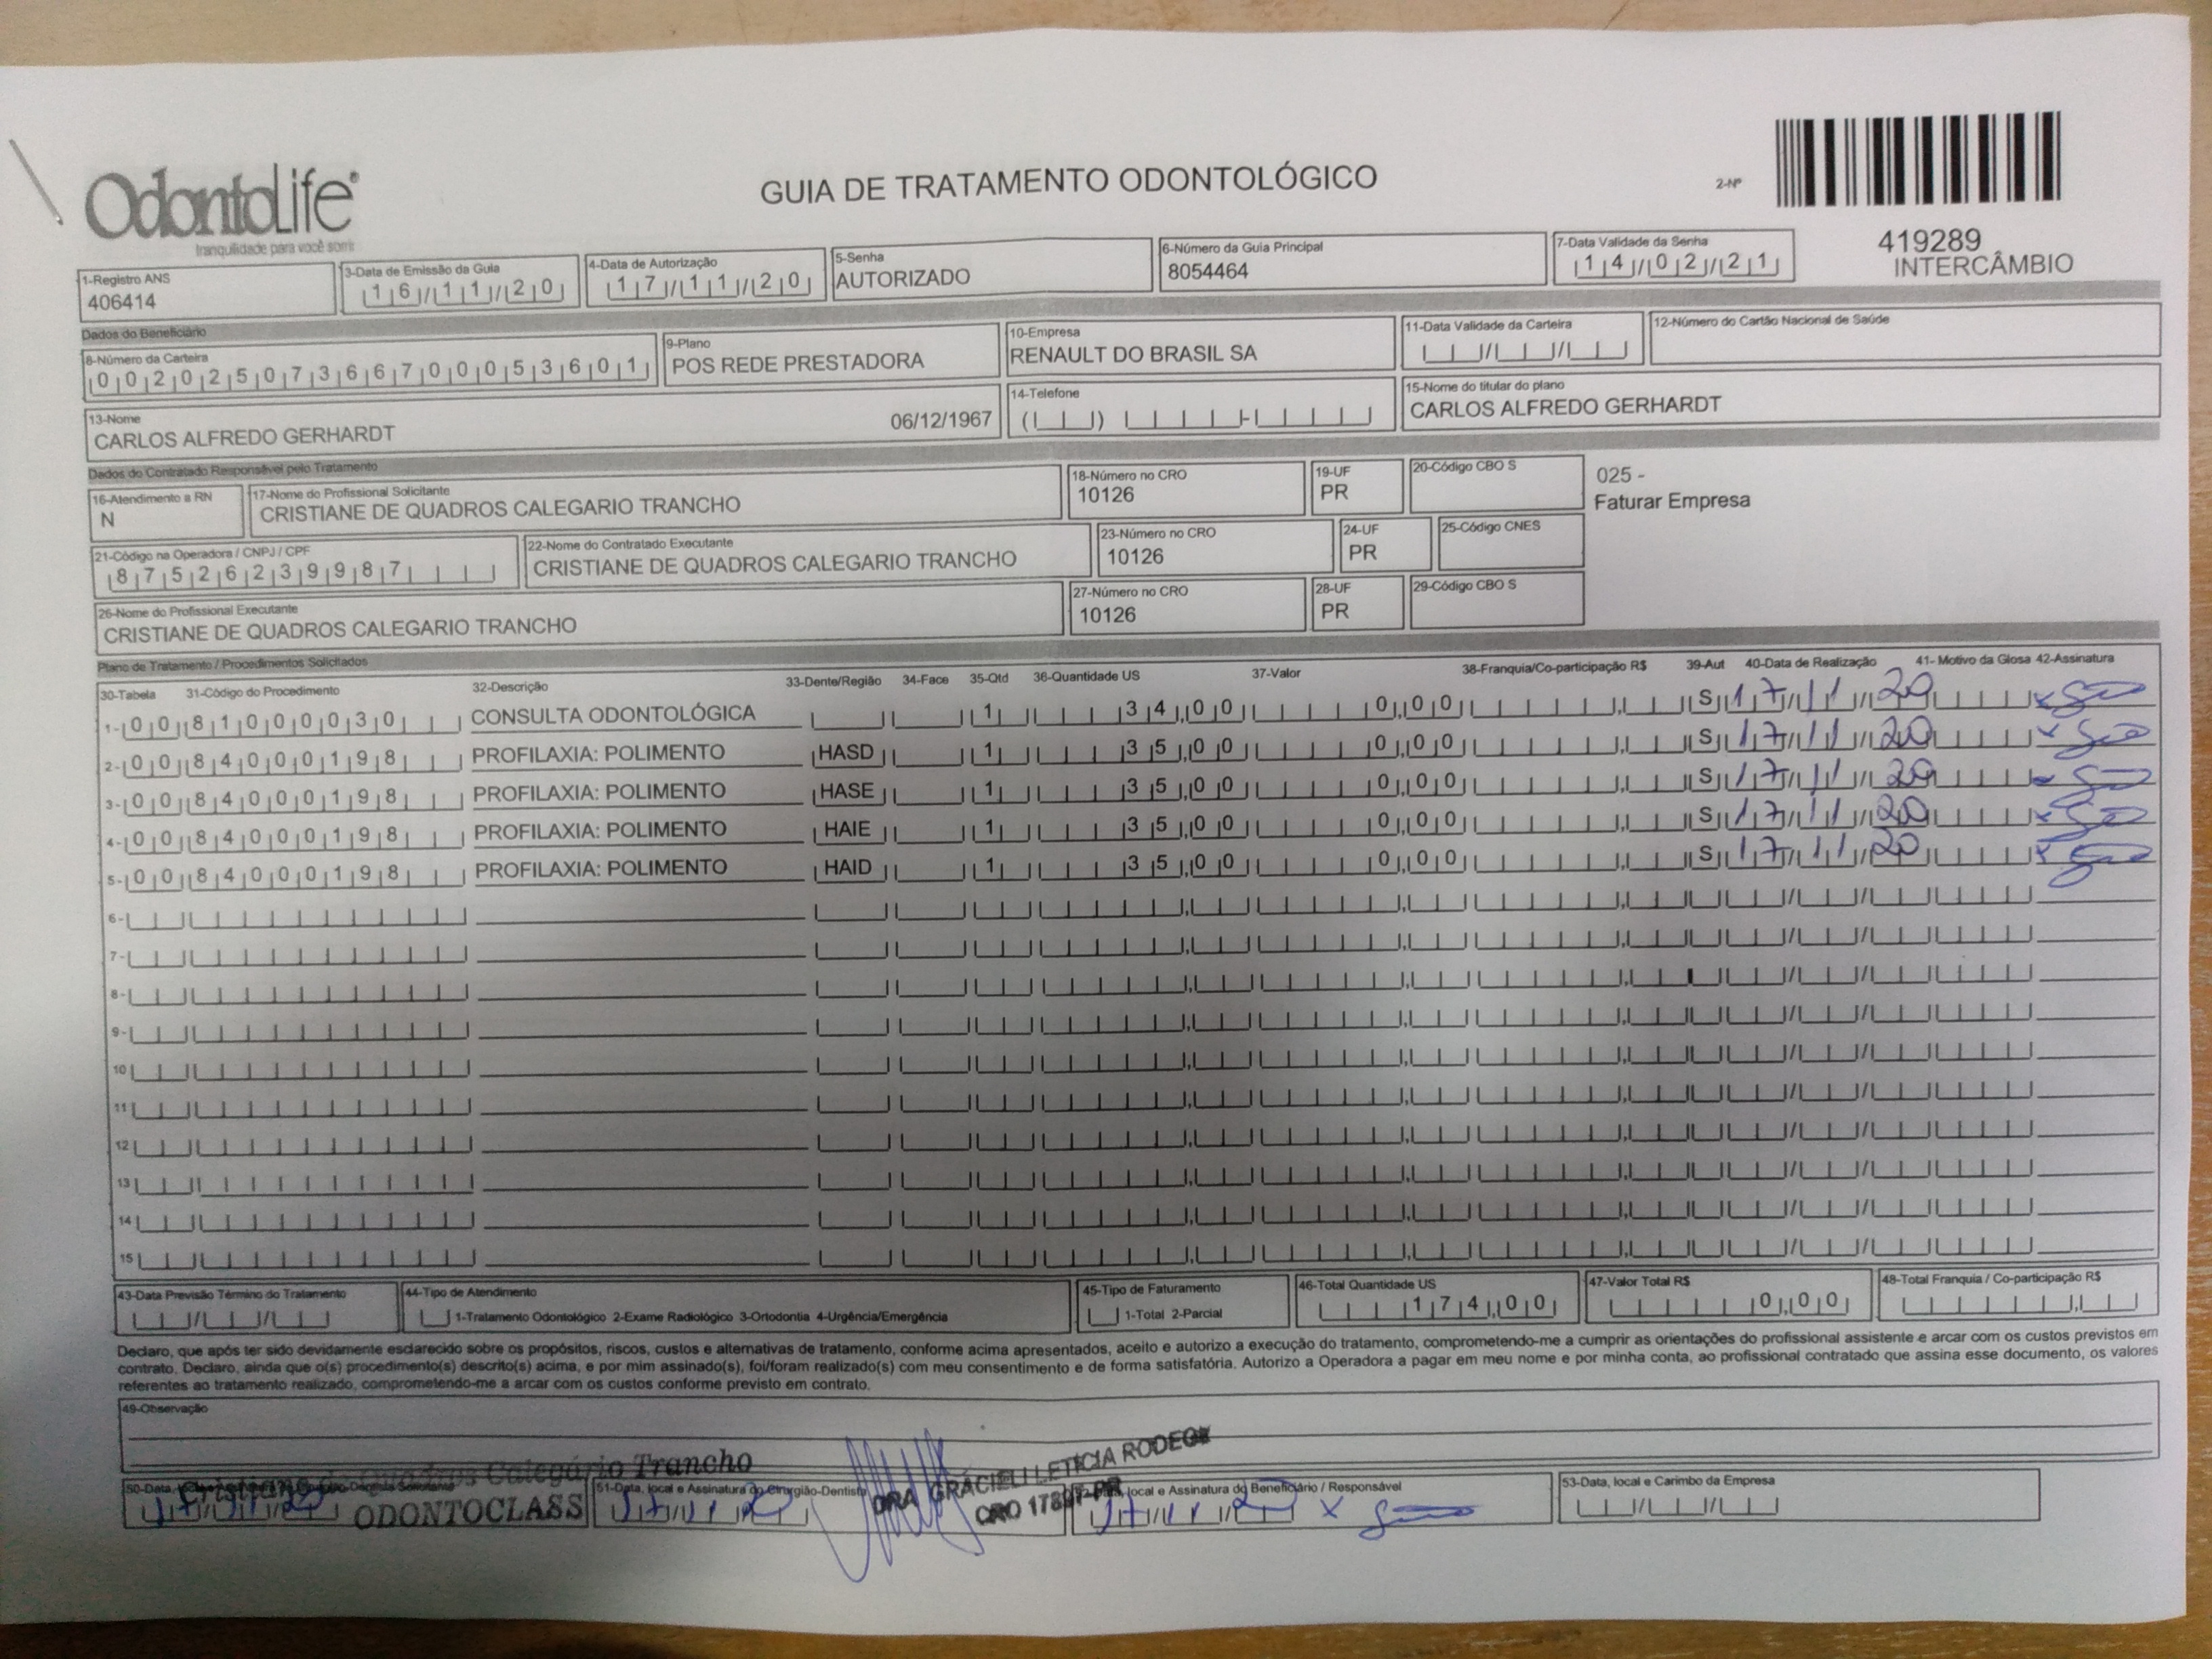 OdontoLife®
tranquilidade para você sorrir
GUIA DE TRATAMENTO ODONTOLÓGICO
2-Nº
419289
INTERCÂMBIO
1-Registro ANS
406414
3-Data de Emissão da Guia
16/11/20
4-Data de Autorização
17/11/20
5-Senha
AUTORIZADO
6-Número da Guia Principal
8054464
7-Data Validade da Senha
14/02/21
Dados do Beneficiário
8-Número da Carteira
00202507366700053601
9-Plano
POS REDE PRESTADORA
10-Empresa
RENAULT DO BRASIL SA
11-Data Validade da Carteira
12-Número do Cartão Nacional de Saúde
13-Nome
CARLOS ALFREDO GERHARDT 06/12/1967
14-Telefone
15-Nome do titular do plano
CARLOS ALFREDO GERHARDT
Dados do Contratado Responsável pelo Tratamento
16-Atendimento a RN
N
17-Nome do Profissional Solicitante
CRISTIANE DE QUADROS CALEGARIO TRANCHO
18-Número no CRO
10126
19-UF
PR
20-Código CBO S
025 -
Faturar Empresa
21-Código na Operadora / CNPJ / CPF
87526239987
22-Nome do Contratado Executante
CRISTIANE DE QUADROS CALEGARIO TRANCHO
23-Número no CRO
10126
24-UF
PR
25-Código CNES
26-Nome do Profissional Executante
CRISTIANE DE QUADROS CALEGARIO TRANCHO
27-Número no CRO
10126
28-UF
PR
29-Código CBO S
Plano de Tratamento / Procedimentos Solicitados
30-Tabela 31-Código do Procedimento 32-Descrição 33-Dente/Região 34-Face 35-Qtd 36-Quantidade US 37-Valor 38-Franquia/Co-participação R$ 39-Aut 40-Data de Realização 41- Motivo da Glosa 42-Assinatura
1- 00 81000030 CONSULTA ODONTOLÓGICA 1 34,00 0,00 S 17/11/20 x
2- 00 84000198 PROFILAXIA: POLIMENTO HASD 1 35,00 0,00 S 17/11/20 x
3- 00 84000198 PROFILAXIA: POLIMENTO HASE 1 35,00 0,00 S 17/11/20 x
4- 00 84000198 PROFILAXIA: POLIMENTO HAIE 1 35,00 0,00 S 17/11/20 x
5- 00 84000198 PROFILAXIA: POLIMENTO HAID 1 35,00 0,00 S 17/11/20 x
6-
7-
8-
9-
10
11
12
13
14
15
43-Data Previsão Término do Tratamento
44-Tipo de Atendimento
1-Tratamento Odontológico 2-Exame Radiológico 3-Ortodontia 4-Urgência/Emergência
45-Tipo de Faturamento
1-Total 2-Parcial
46-Total Quantidade US
174,00
47-Valor Total R$
0,00
48-Total Franquia / Co-participação R$
Declaro, que após ter sido devidamente esclarecido sobre os propósitos, riscos, custos e alternativas de tratamento, conforme acima apresentados, aceito e autorizo a execução do tratamento, comprometendo-me a cumprir as orientações do profissional assistente e arcar com os custos previstos em
contrato. Declaro, ainda que o(s) procedimento(s) descrito(s) acima, e por mim assinado(s), foi/foram realizado(s) com meu consentimento e de forma satisfatória. Autorizo a Operadora a pagar em meu nome e por minha conta, ao profissional contratado que assina esse documento, os valores
referentes ao tratamento realizado, comprometendo-me a arcar com os custos conforme previsto em contrato.
49-Observação
Cristiane de Quadros Calegário Trancho
ODONTOCLASS
50-Data,
17/11/20
51-Data, local e Assinatura do Cirurgião-Dentista
17/11/20
DRA GRACIELI LETICIA RODEO
CRO
local e Assinatura do Beneficiário / Responsável
17/11/20 x
53-Data, local e Carimbo da Empresa